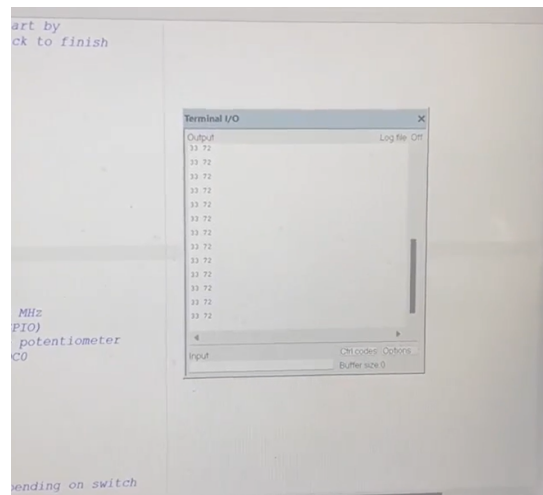 art by
ck to finish
Terminal I/O
Output Log file Off
33 72
33 72
33 72
33 72
33 72
33 72
33 72
33 72
33 72
33 72
33 72
33 72
33 72
Input
Ctrl codes Options
Buffer size 0
MHz
PIO)
potentiometer
C0
ending on switch